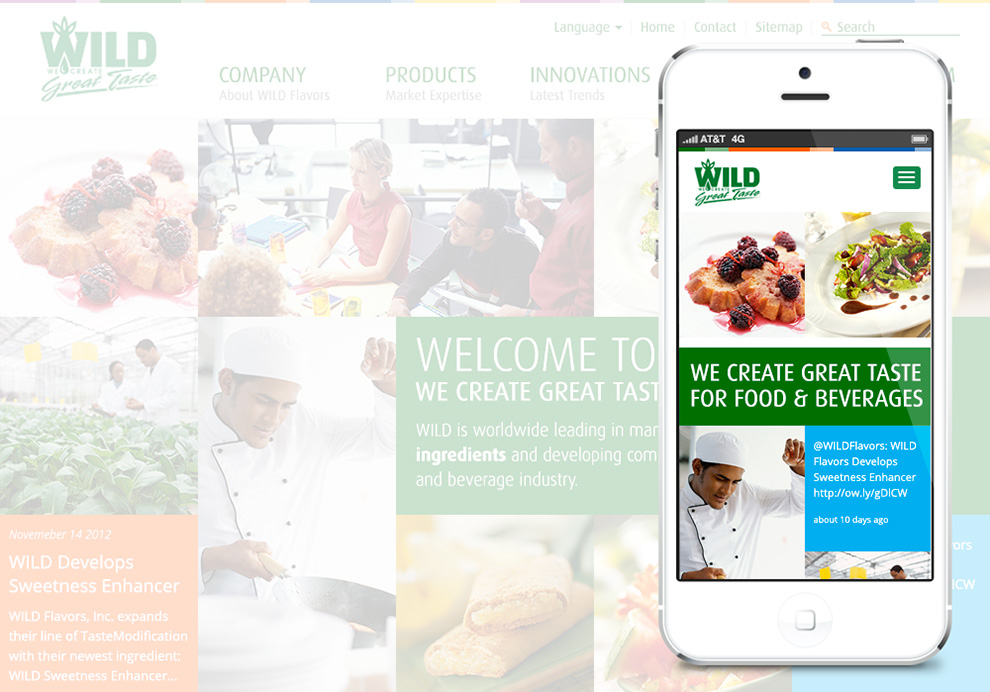 Language Home Contact Sitemap Search
WILD
WE CREATE
Great Taste
COMPANY PRODUCTS INNOVATIONS M
About WILD Flavors Market Expertise Latest Trends
WELCOME TO
WE CREATE GREAT TAST
WILD is worldwide leading in mar
ingredients and developing com
and beverage industry.
Novemeber 14 2012
WILD Develops
Sweetness Enhancer
WILD Flavors, Inc. expands
their line of TasteModification
with their newest ingredient:
WILD Sweetness Enhancer...
vors
ICW
AT&T 4G
WILD
WE CREATE
Great Taste
WE CREATE GREAT TASTE
FOR FOOD & BEVERAGES
@WILDFlavors: WILD
Flavors Develops
Sweetness Enhancer
http://ow.ly/gDlCW
about 10 days ago